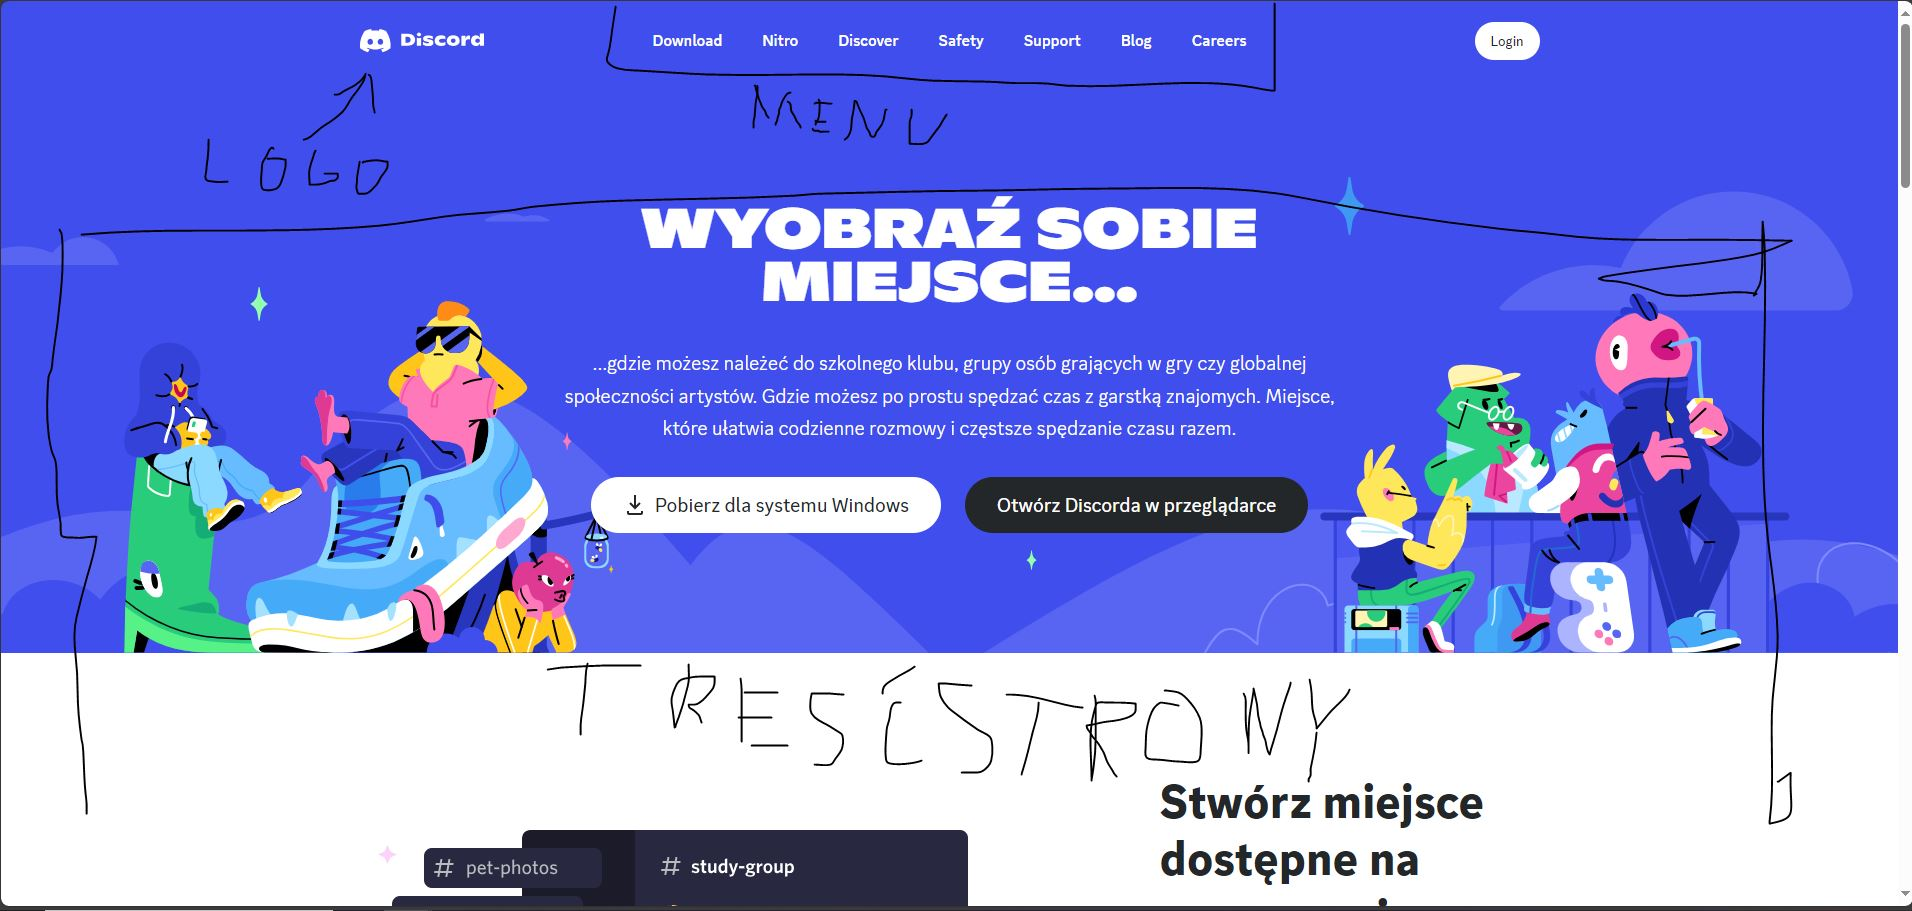 Discord
Download Nitro Discover Safety Support Blog Careers
Login
MENU
LOGO
WYOBRAŹ SOBIE
MIEJSCE...
...gdzie możesz należeć do szkolnego klubu, grupy osób grających w gry czy globalnej
społeczności artystów. Gdzie możesz po prostu spędzać czas z garstką znajomych. Miejsce,
które ułatwia codzienne rozmowy i częstsze spędzanie czasu razem.
Pobierz dla systemu Windows
Otwórz Discorda w przeglądarce
TRESĆ STRONY
Stwórz miejsce
dostępne na
# pet-photos
# study-group